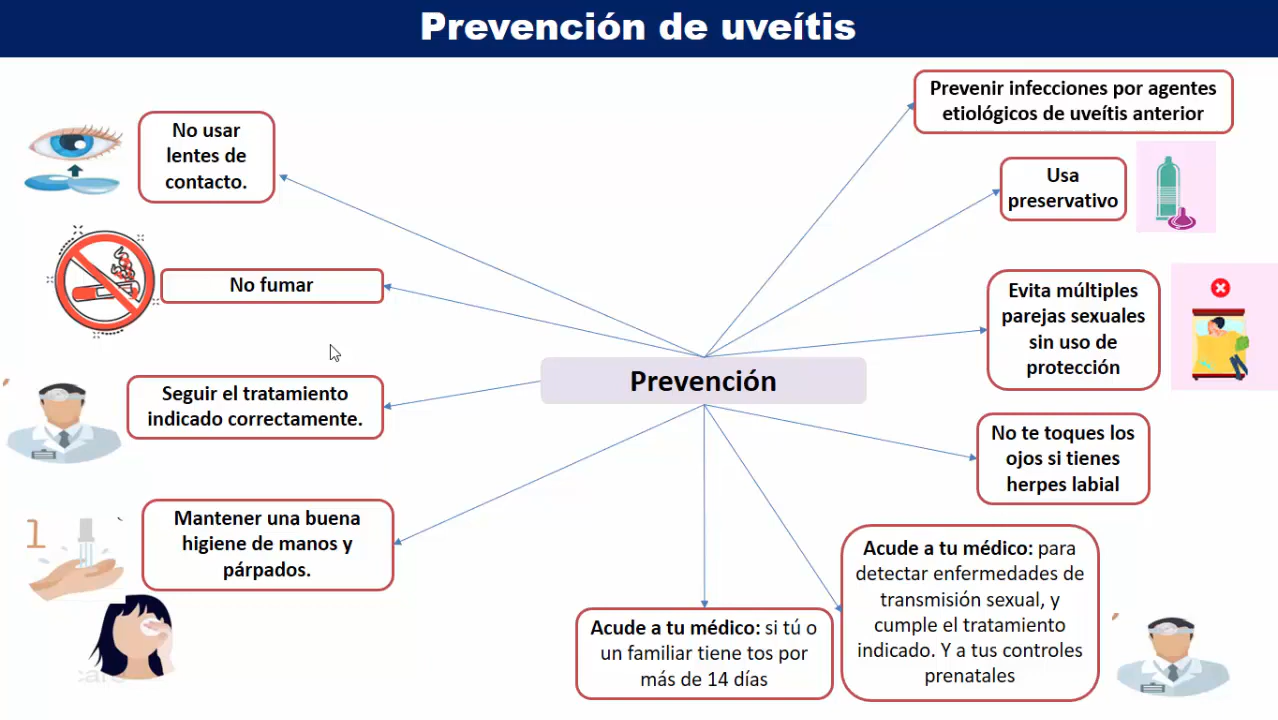 Prevención de uveítis
No usar
lentes de
contacto.
No fumar
Seguir el tratamiento
indicado correctamente.
1
Mantener una buena
higiene de manos y
párpados.
Prevención
Prevenir infecciones por agentes
etiológicos de uveítis anterior
Usa
preservativo
Evita múltiples
parejas sexuales
sin uso de
protección
No te toques los
ojos si tienes
herpes labial
Acude a tu médico: para
detectar enfermedades de
transmisión sexual, y
cumple el tratamiento
indicado. Y a tus controles
prenatales
Acude a tu médico: si tú o
un familiar tiene tos por
más de 14 días